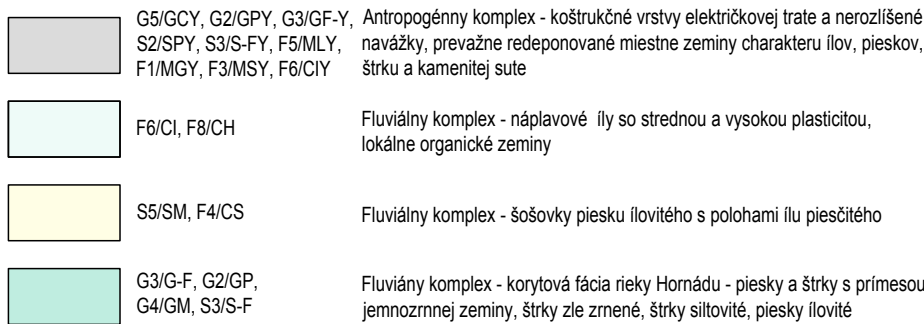 G5/GCY, G2/GPY, G3/GF-Y,
S2/SPY, S3/S-FY, F5/MLY,
F1/MGY, F3/MSY, F6/CIY
Antropogénny komplex - koštrukčné vrstvy električkovej trate a nerozlíšené
navážky, prevažne redeponované miestne zeminy charakteru ílov, pieskov,
štrku a kamenitej sute
F6/CI, F8/CH
Fluviálny komplex - náplavové íly so strednou a vysokou plasticitou,
lokálne organické zeminy
S5/SM, F4/CS
Fluviálny komplex - šošovky piesku ílovitého s polohami ílu piesčitého
G3/G-F, G2/GP,
G4/GM, S3/S-F
Fluviány komplex - korytová fácia rieky Hornádu - piesky a štrky s prímesou
jemnozrnnej zeminy, štrky zle zrnené, štrky siltovité, piesky ílovité